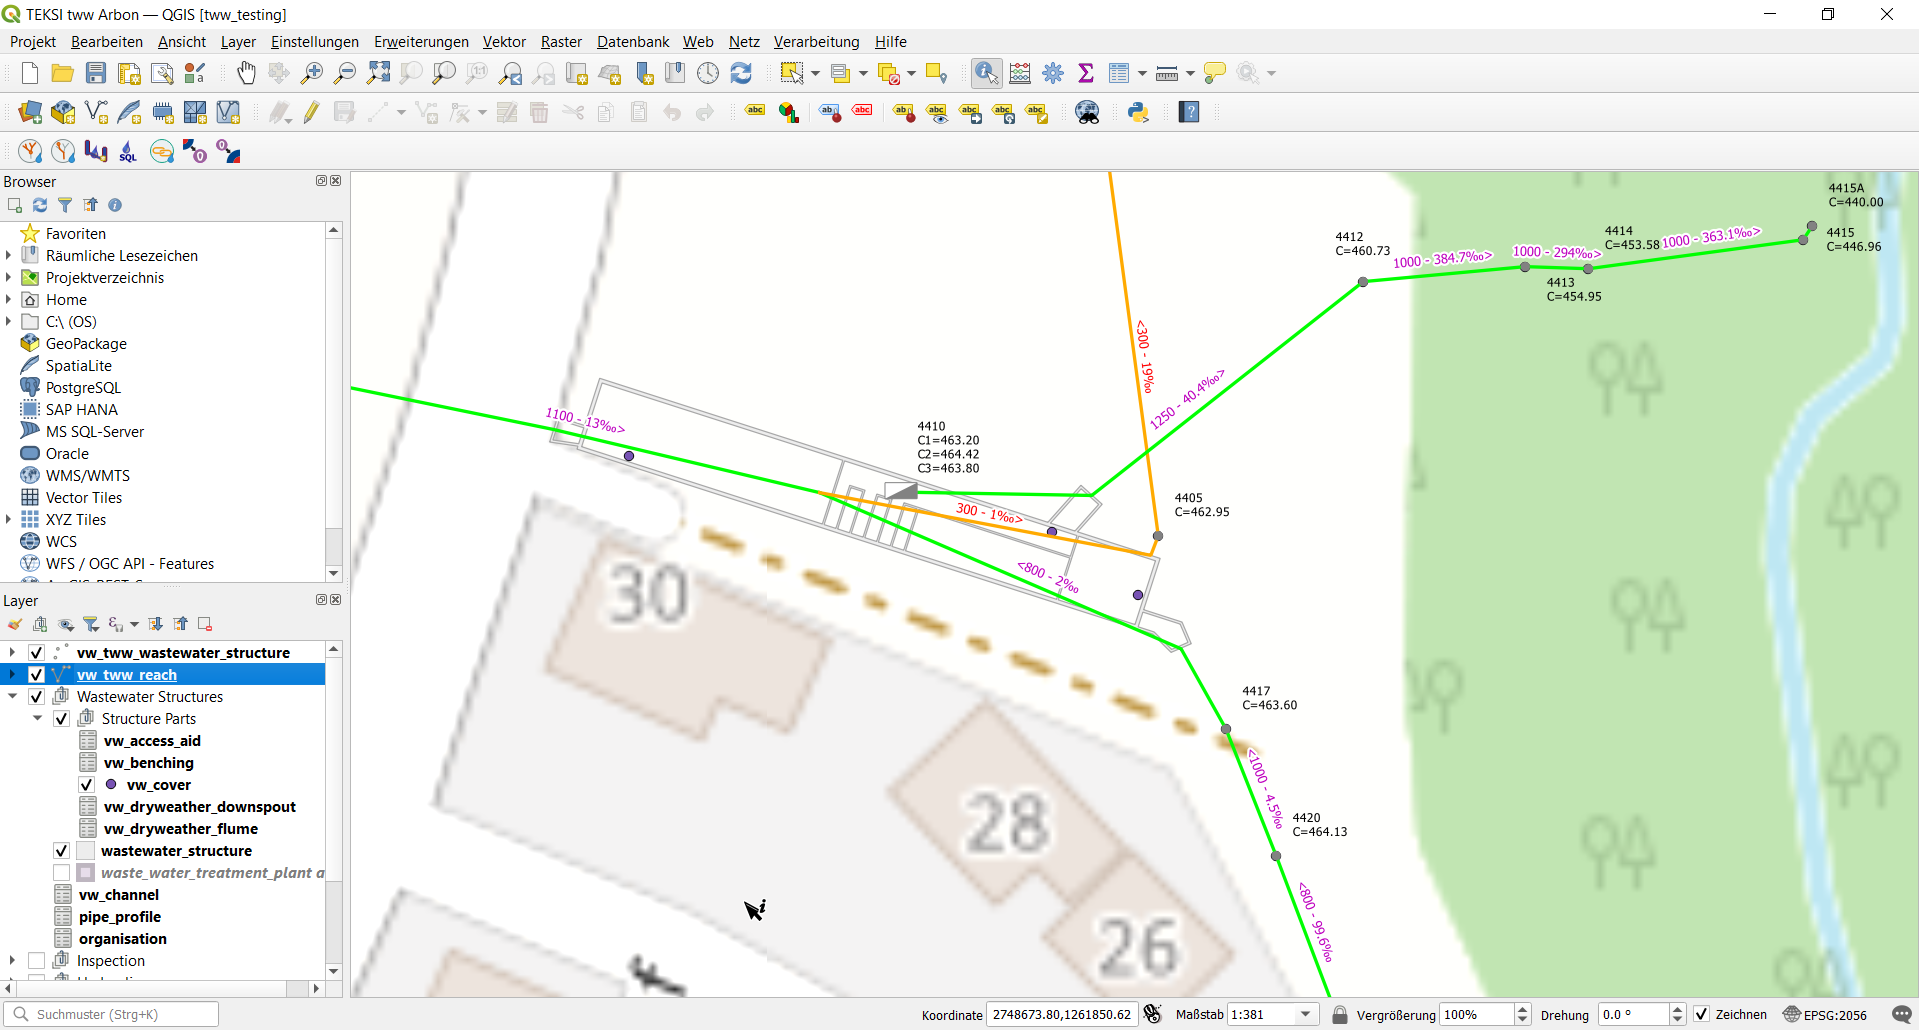 TEKSI tww Arbon — QGIS [tww_testing]
Projekt Bearbeiten Ansicht Layer Einstellungen Erweiterungen Vektor Raster Datenbank Web Netz Verarbeitung Hilfe
Browser
Favoriten
Räumliche Lesezeichen
Projektverzeichnis
Home
C:\ (OS)
GeoPackage
SpatiaLite
PostgreSQL
SAP HANA
MS SQL-Server
Oracle
WMS/WMTS
Vector Tiles
XYZ Tiles
WCS
WFS / OGC API - Features
Layer
vw_tww_wastewater_structure
vw_tww_reach
Wastewater Structures
Structure Parts
vw_access_aid
vw_benching
vw_cover
vw_dryweather_downspout
vw_dryweather_flume
wastewater_structure
waste_water_treatment_plant a
vw_channel
pipe_profile
organisation
Inspection
4415A
C=440.00
4415
C=446.96
4414
C=453.58
1000 - 363.1‰>
1000 - 294‰>
4413
C=454.95
4412
C=460.73
1000 - 384.7‰>
<300 - 19‰
1250 - 40.4‰>
1100 - 13‰>
4410
C1=463.20
C2=464.42
C3=463.80
300 - 1‰>
4405
C=462.95
<800 - 2‰
30
4417
C=463.60
<1000 - 4.5‰
28
4420
C=464.13
<800 - 99.6‰
26
Suchmuster (Strg+K)
Koordinate 2748673.80,1261850.62 Maßstab 1:381 Vergrößerung 100% Drehung 0.0 ° Zeichnen EPSG:2056